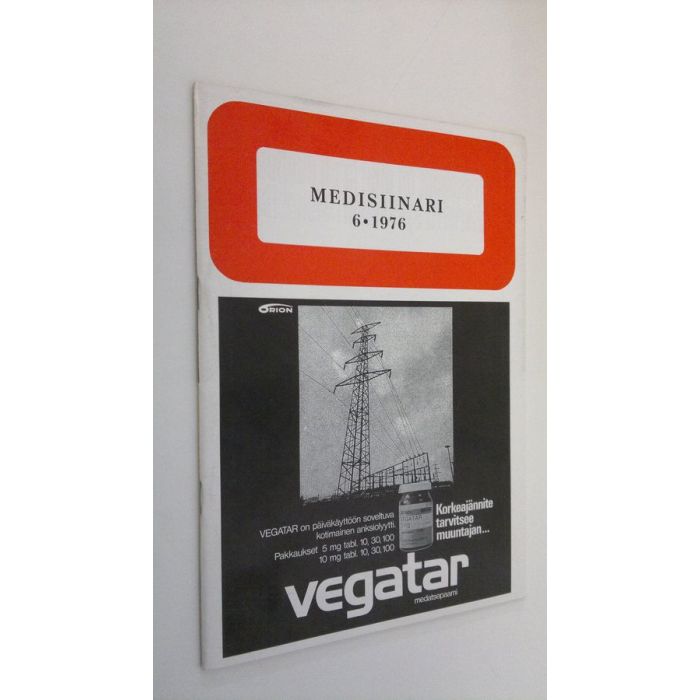 MEDISIINARI
6•1976
ORION
VEGATAR on päiväkäyttöön soveltuva
kotimainen anksiolyytti.
Pakkaukset 5 mg tabl. 10,30,100
10 mg tabl. 10,30,100
VEGATAR
Korkeajännite
tarvitsee
muuntajan...
vegatar
medatsepaami